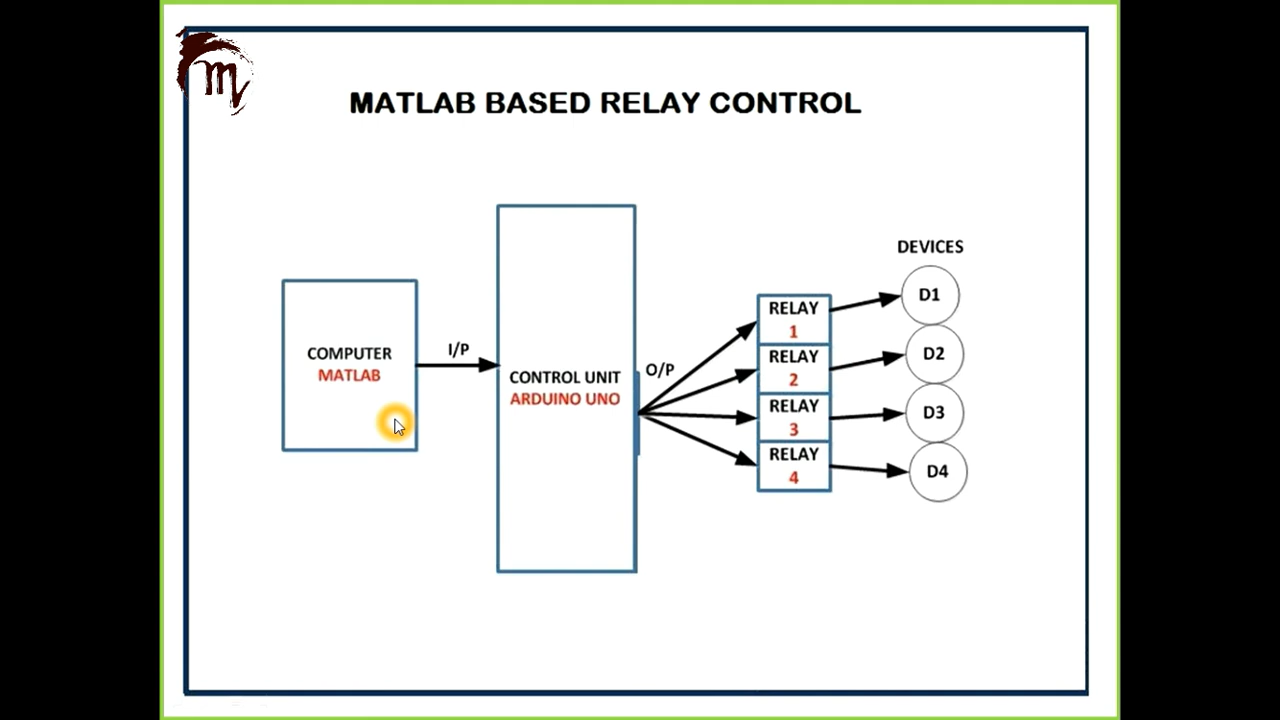 m
MATLAB BASED RELAY CONTROL
COMPUTER
MATLAB
I/P
CONTROL UNIT
ARDUINO UNO
O/P
RELAY
1
RELAY
2
RELAY
3
RELAY
4
DEVICES
D1
D2
D3
D4